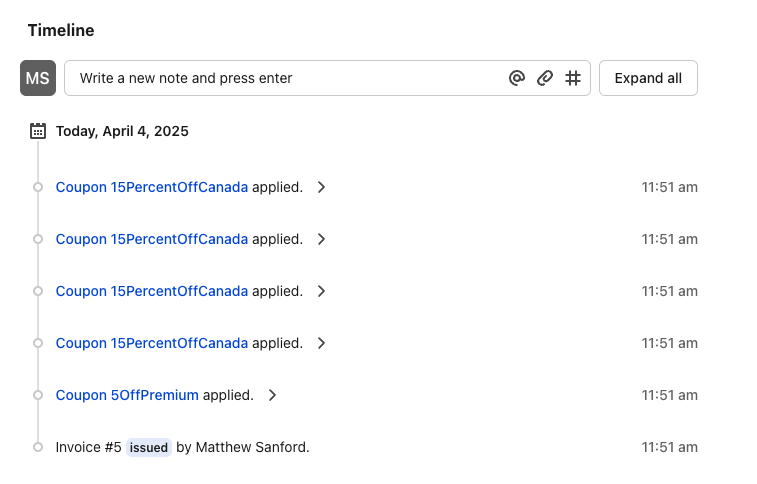 Timeline
MS Write a new note and press enter Expand all
Today, April 4, 2025
Coupon 15PercentOffCanada applied. 11:51 am
Coupon 15PercentOffCanada applied. 11:51 am
Coupon 15PercentOffCanada applied. 11:51 am
Coupon 15PercentOffCanada applied. 11:51 am
Coupon 5OffPremium applied. 11:51 am
Invoice #5 issued by Matthew Sanford. 11:51 am